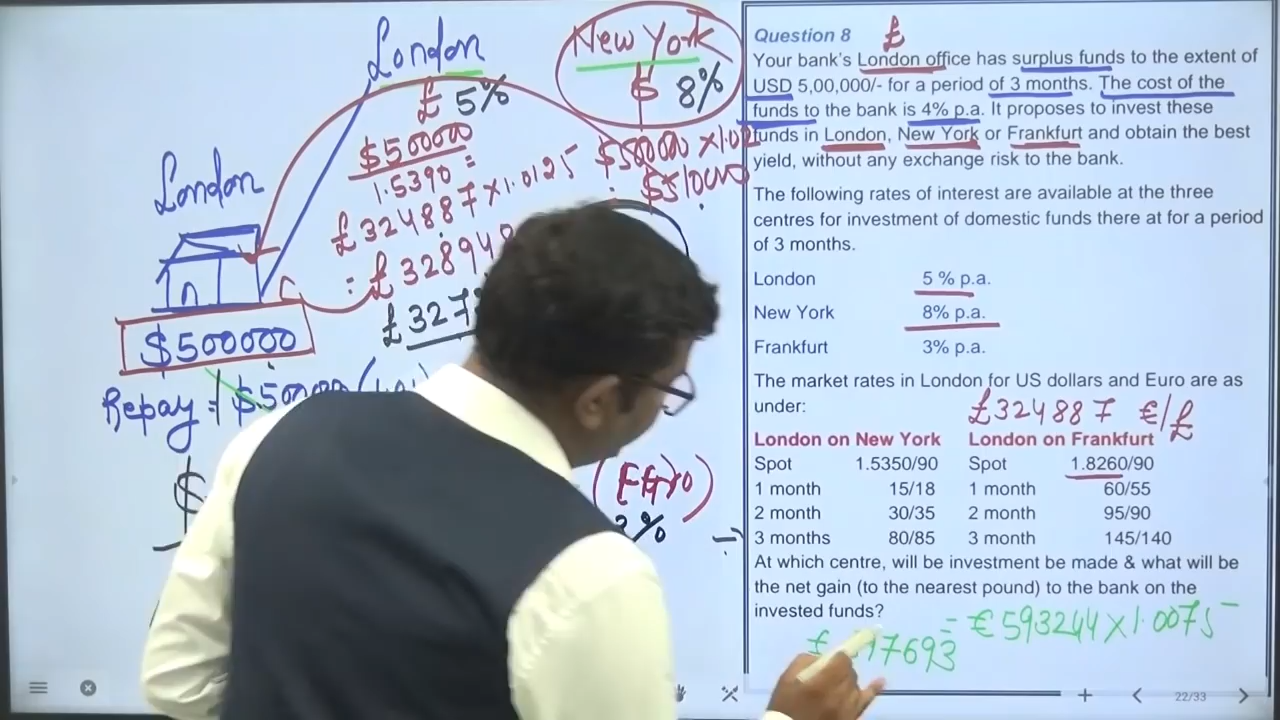 London
£ 5%
New York
$ 8%
$500000
1.5390 =
£324887 × 1.0125
= £328948
£327
$500000 × 1.02
London
$500000
Repay = $50000
$
3%
Question 8
£
Your bank's London office has surplus funds to the extent of
USD 5,00,000/- for a period of 3 months. The cost of the
funds to the bank is 4% p.a. It proposes to invest these
funds in London, New York or Frankfurt and obtain the best
yield, without any exchange risk to the bank.
The following rates of interest are available at the three
centres for investment of domestic funds there at for a period
of 3 months.
London 5 % p.a.
New York 8% p.a.
Frankfurt 3% p.a.
The market rates in London for US dollars and Euro are as
under:
£324887 €/£
London on New York London on Frankfurt
Spot 1.5350/90 Spot 1.8260/90
1 month 15/18 1 month 60/55
2 month 30/35 2 month 95/90
3 months 80/85 3 month 145/140
At which centre, will be investment be made & what will be
the net gain (to the nearest pound) to the bank on the
invested funds?
= € 593244 × 1.0075
7693
22/33